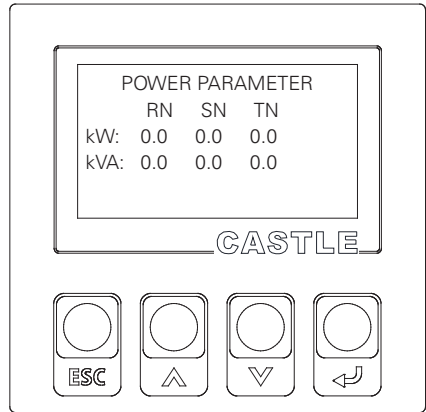 POWER PARAMETER
RN SN TN
kW: 0.0 0.0 0.0
kVA: 0.0 0.0 0.0
CASTLE
ESC